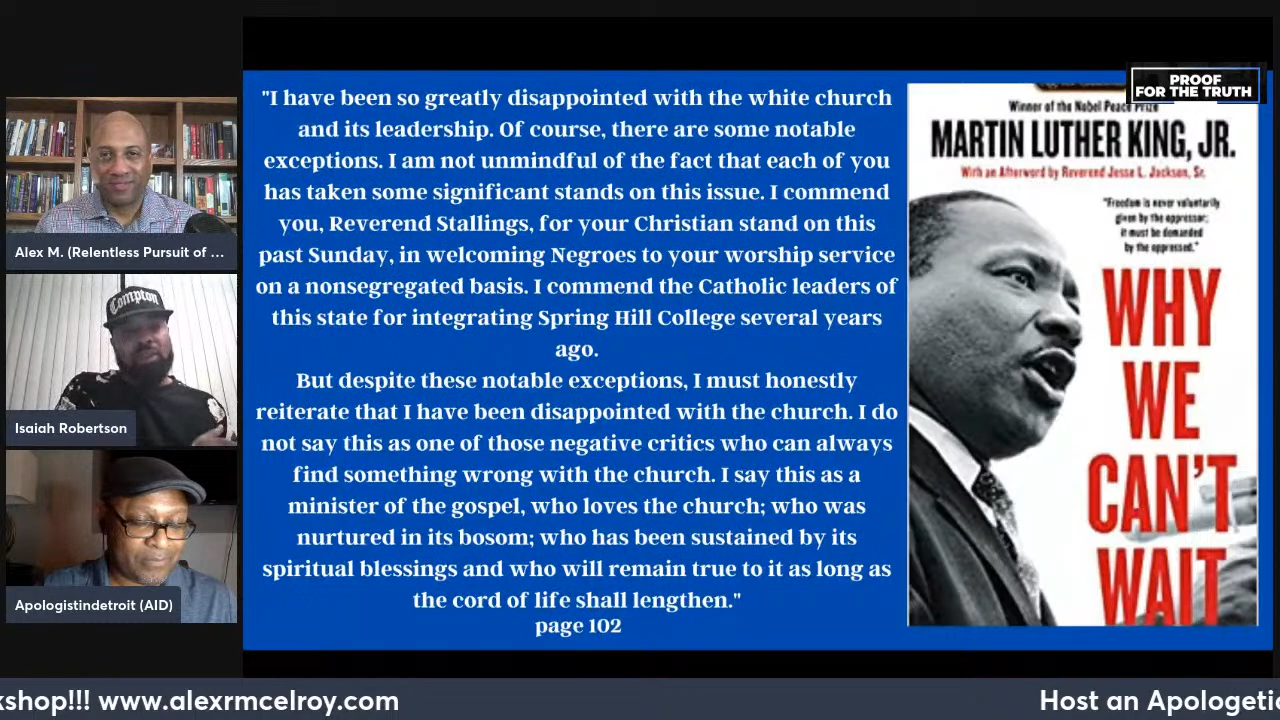 PROOF
FOR THE TRUTH
"I have been so greatly disappointed with the white church
and its leadership. Of course, there are some notable
exceptions. I am not unmindful of the fact that each of you
has taken some significant stands on this issue. I commend
you, Reverend Stallings, for your Christian stand on this
past Sunday, in welcoming Negroes to your worship service
on a nonsegregated basis. I commend the Catholic leaders of
this state for integrating Spring Hill College several years
ago.
But despite these notable exceptions, I must honestly
reiterate that I have been disappointed with the church. I do
not say this as one of those negative critics who can always
find something wrong with the church. I say this as a
minister of the gospel, who loves the church; who was
nurtured in its bosom; who has been sustained by its
spiritual blessings and who will remain true to it as long as
the cord of life shall lengthen."
page 102
Winner of the Nobel Peace Prize
MARTIN LUTHER KING, JR.
With an Afterword by Reverend Jesse L. Jackson, Sr.
"Freedom is never voluntarily
given by the oppressor;
it must be demanded
by the oppressed."
WHY
WE
CAN'T
WAIT
Alex M. (Relentless Pursuit of ...
Compton
Isaiah Robertson
Apologistindetroit (AID)
kshop!!! www.alexrmcelroy.com
Host an Apologetic